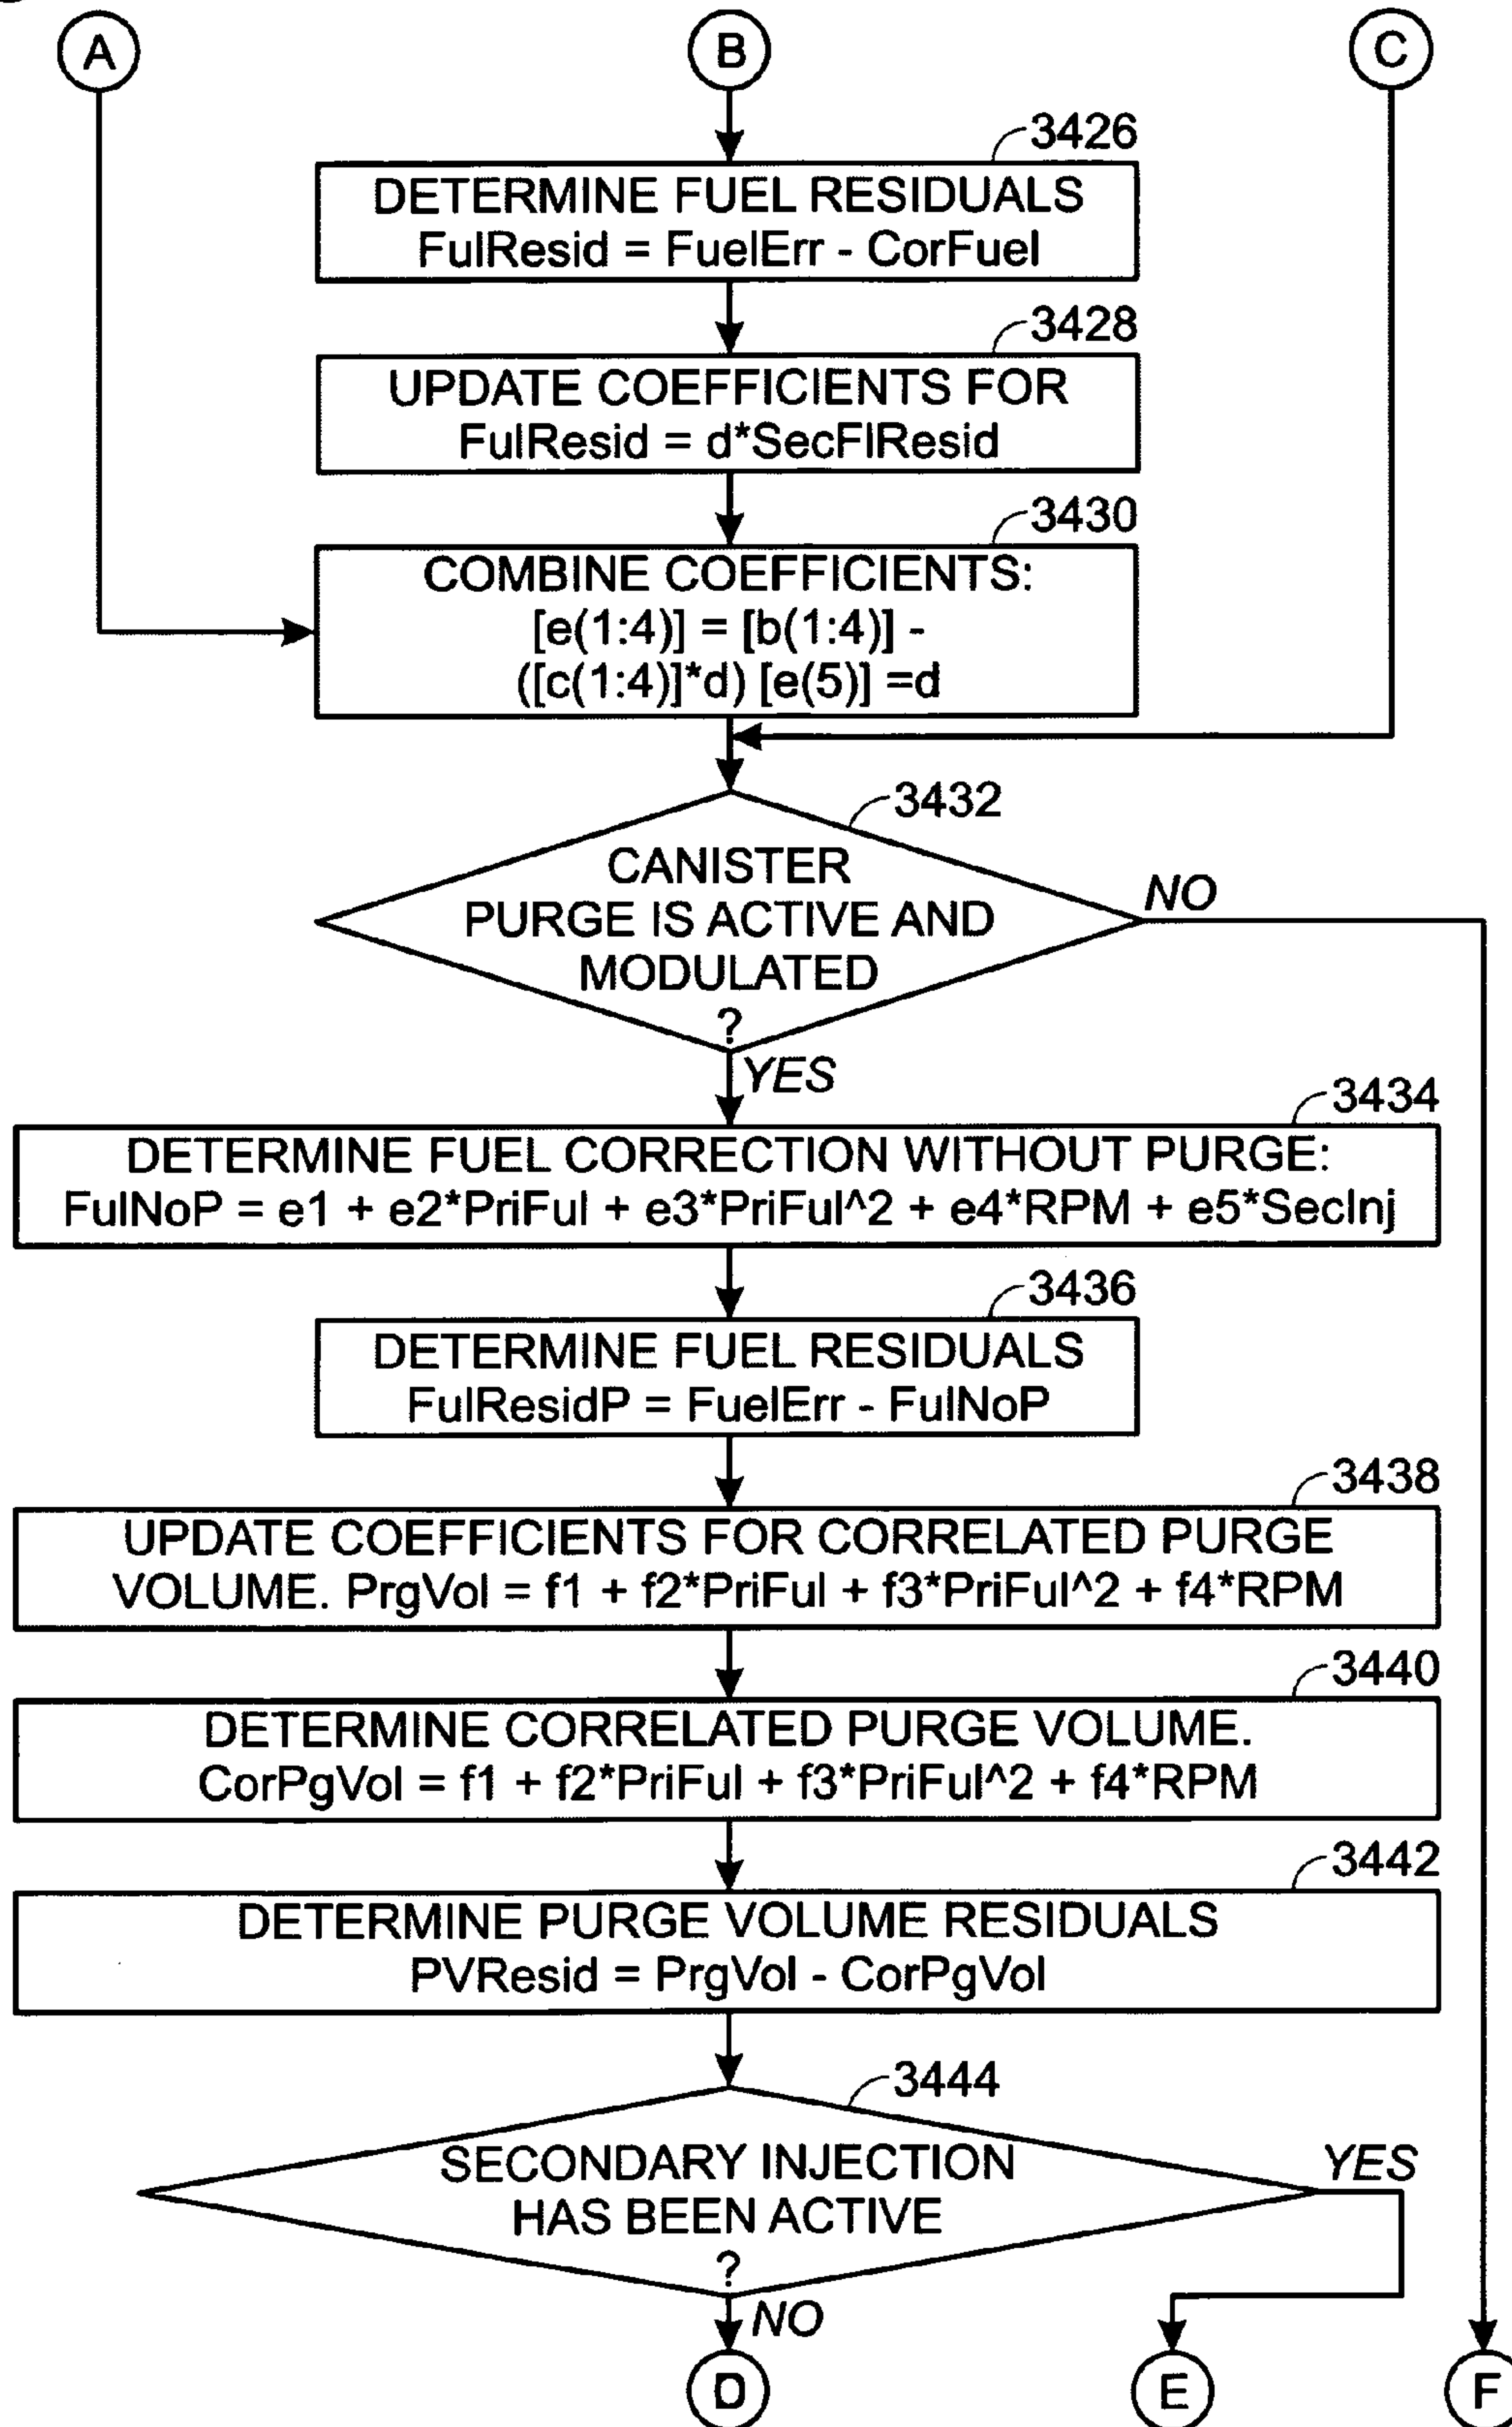 A
B
C
3426
DETERMINE FUEL RESIDUALS
FulResid = FuelErr - CorFuel
3428
UPDATE COEFFICIENTS FOR
FulResid = d*SecFlResid
3430
COMBINE COEFFICIENTS:
[e(1:4)] = [b(1:4)] -
([c(1:4)]*d) [e(5)] =d
3432
CANISTER
PURGE IS ACTIVE AND
MODULATED
?
NO
YES
3434
DETERMINE FUEL CORRECTION WITHOUT PURGE:
FulNoP = e1 + e2*PriFul + e3*PriFul^2 + e4*RPM + e5*SecInj
3436
DETERMINE FUEL RESIDUALS
FulResidP = FuelErr - FulNoP
3438
UPDATE COEFFICIENTS FOR CORRELATED PURGE
VOLUME. PrgVol = f1 + f2*PriFul + f3*PriFul^2 + f4*RPM
3440
DETERMINE CORRELATED PURGE VOLUME.
CorPgVol = f1 + f2*PriFul + f3*PriFul^2 + f4*RPM
3442
DETERMINE PURGE VOLUME RESIDUALS
PVResid = PrgVol - CorPgVol
3444
SECONDARY INJECTION
HAS BEEN ACTIVE
?
YES
NO
D
E
F